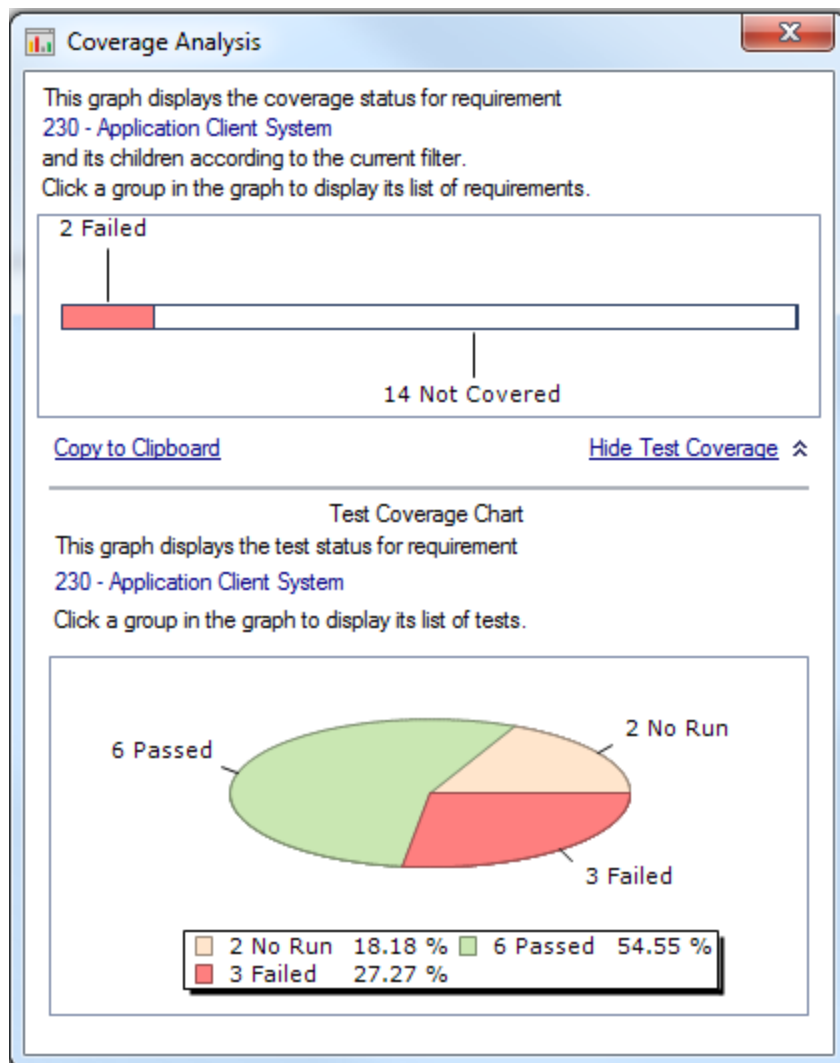 Coverage Analysis
This graph displays the coverage status for requirement
230 - Application Client System
and its children according to the current filter.
Click a group in the graph to display its list of requirements.
2 Failed
14 Not Covered
Copy to Clipboard Hide Test Coverage
Test Coverage Chart
This graph displays the test status for requirement
230 - Application Client System
Click a group in the graph to display its list of tests.
2 No Run
6 Passed
3 Failed
2 No Run 18.18 % 6 Passed 54.55 %
3 Failed 27.27 %